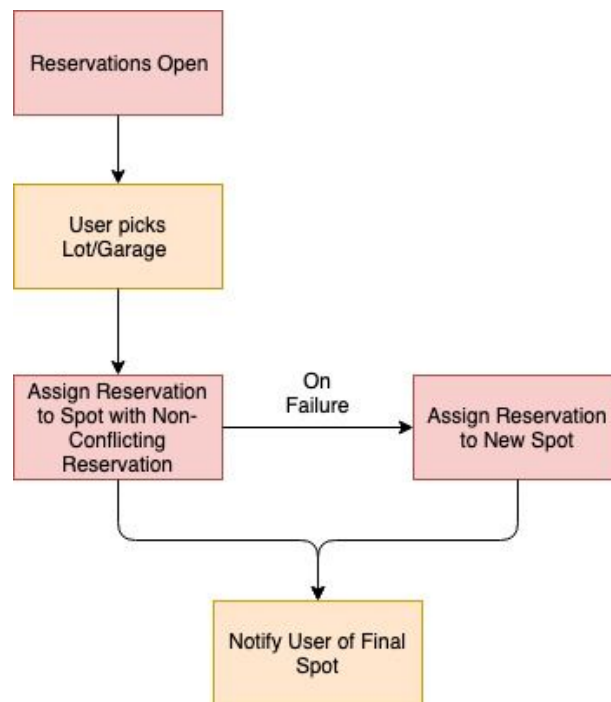 Reservations Open
User picks
Lot/Garage
Assign Reservation
to Spot with Non-
Conflicting
Reservation
On
Failure
Assign Reservation
to New Spot
Notify User of Final
Spot